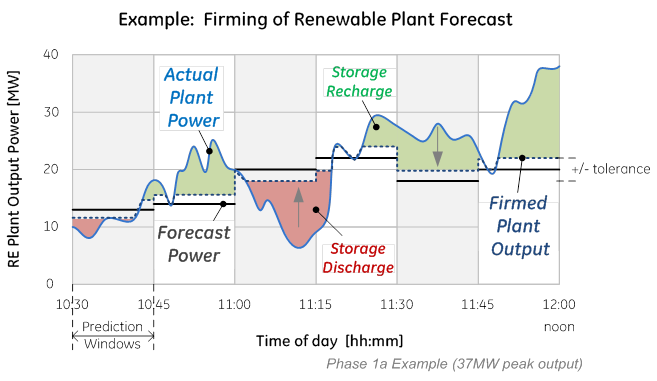 Example:  Firming of Renewable Plant Forecast
RE Plant Output Power [MW]
40
30
20
10
0
Actual
Plant
Power
Storage
Recharge
Forecast
Power
Storage
Discharge
Firmed
Plant
Output
+/- tolerance
10:30
10:45
11:00
11:15
11:30
11:45
12:00
noon
Prediction
Windows
Time of day  [hh:mm]
Phase 1a Example (37MW peak output)